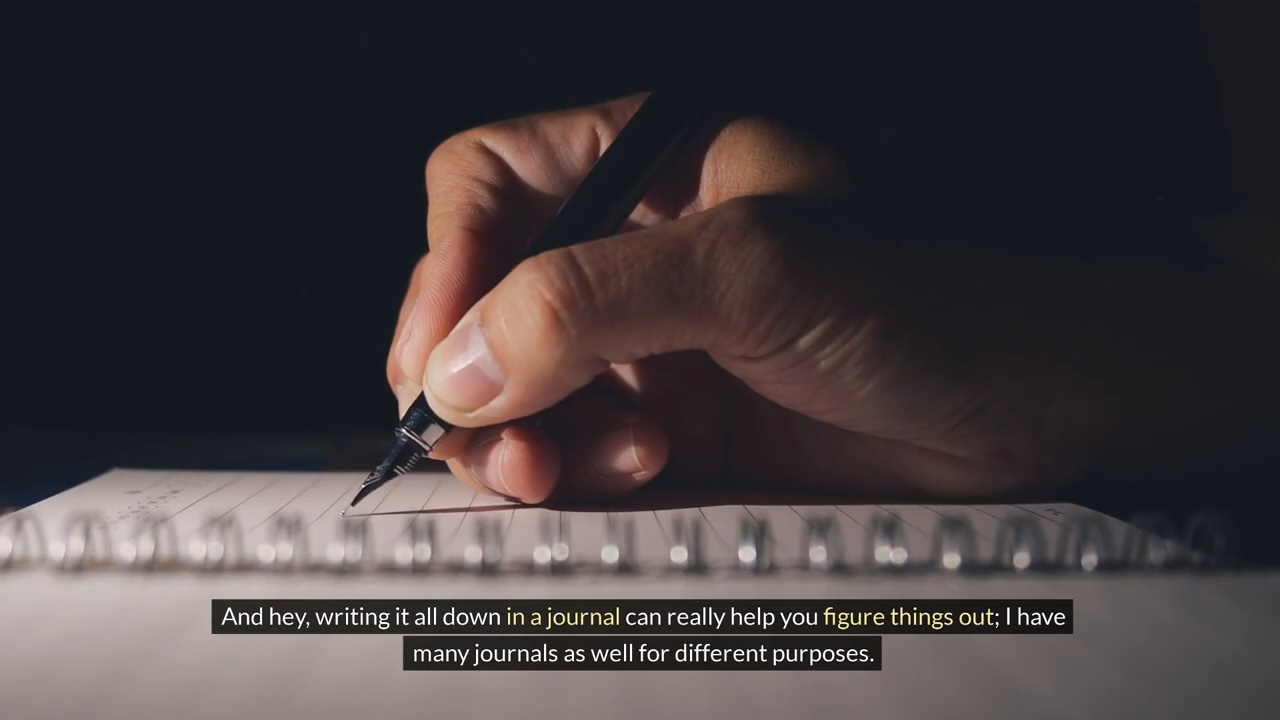 And hey, writing it all down in a journal can really help you figure things out; I have
many journals as well for different purposes.